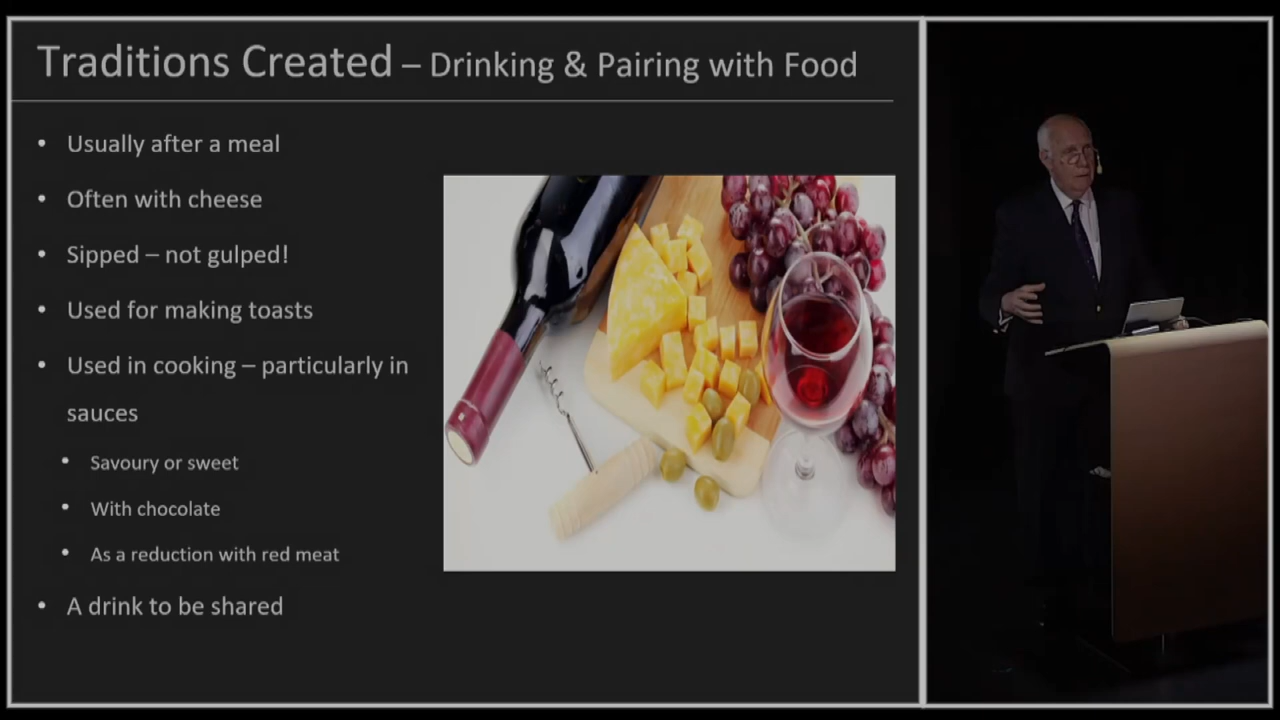 Traditions Created – Drinking & Pairing with Food
• Usually after a meal
• Often with cheese
• Sipped – not gulped!
• Used for making toasts
• Used in cooking – particularly in
sauces
• Savoury or sweet
• With chocolate
• As a reduction with red meat
• A drink to be shared